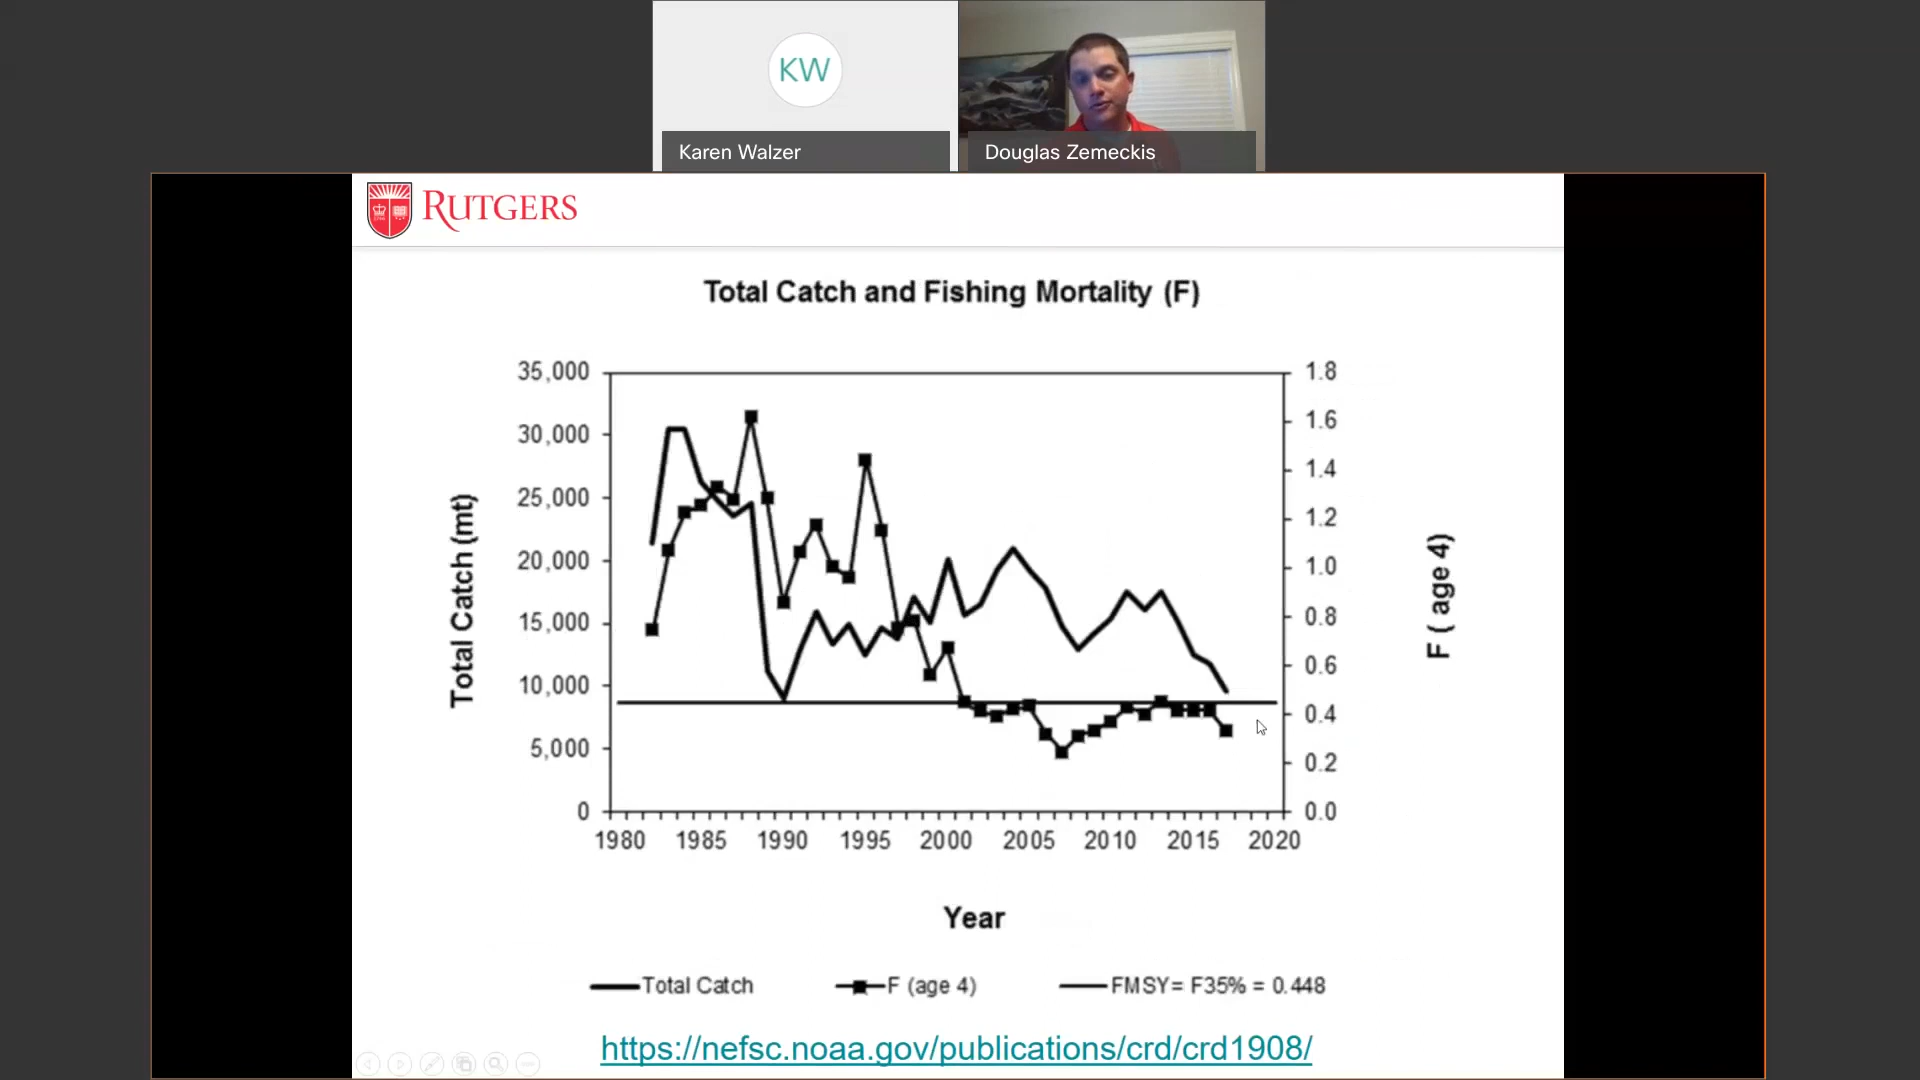 KW
Karen Walzer
Douglas Zemeckis
RUTGERS
Total Catch and Fishing Mortality (F)
35,000
30,000
25,000
20,000
15,000
10,000
5,000
0
Total Catch (mt)
1.8
1.6
1.4
1.2
1.0
0.8
0.6
0.4
0.2
0.0
F ( age 4)
1980 1985 1990 1995 2000 2005 2010 2015 2020
Year
Total Catch F (age 4) FMSY= F35% = 0.448
https://nefsc.noaa.gov/publications/crd/crd1908/